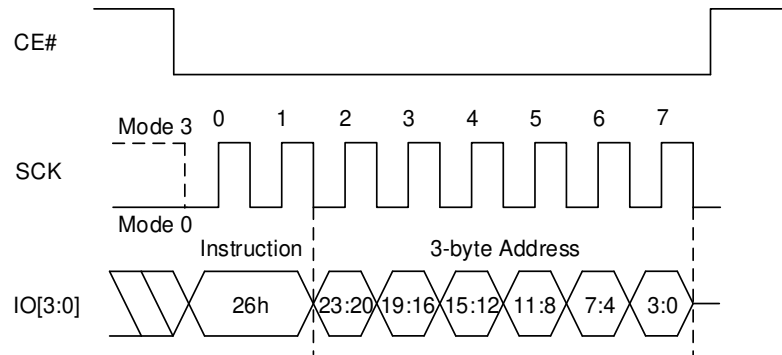 CE#
Mode 3 0 1 2 3 4 5 6 7
SCK
Mode 0
Instruction 3-byte Address
IO[3:0] 26h 23:20 19:16 15:12 11:8 7:4 3:0